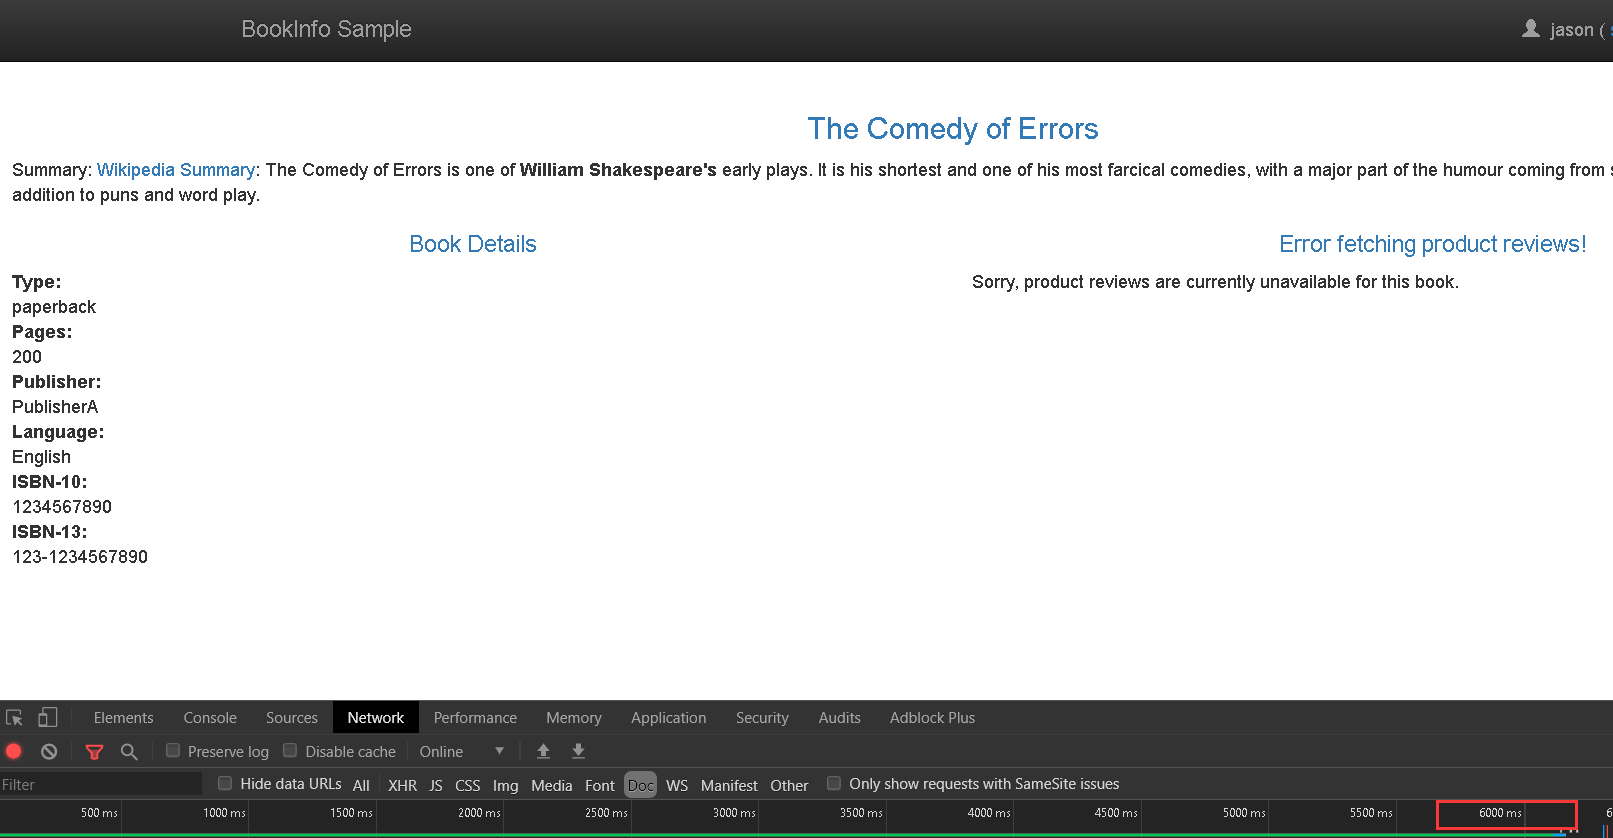 BookInfo Sample
jason (
The Comedy of Errors
Summary: Wikipedia Summary: The Comedy of Errors is one of William Shakespeare's early plays. It is his shortest and one of his most farcical comedies, with a major part of the humour coming from
addition to puns and word play.
Book Details
Error fetching product reviews!
Type:
paperback
Sorry, product reviews are currently unavailable for this book.
Pages:
200
Publisher:
PublisherA
Language:
English
ISBN-10:
1234567890
ISBN-13:
123-1234567890
Elements Console Sources Network Performance Memory Application Security Audits Adblock Plus
Preserve log Disable cache Online
Filter Hide data URLs All XHR JS CSS Img Media Font Doc WS Manifest Other Only show requests with SameSite issues
500 ms 1000 ms 1500 ms 2000 ms 2500 ms 3000 ms 3500 ms 4000 ms 4500 ms 5000 ms 5500 ms 6000 ms